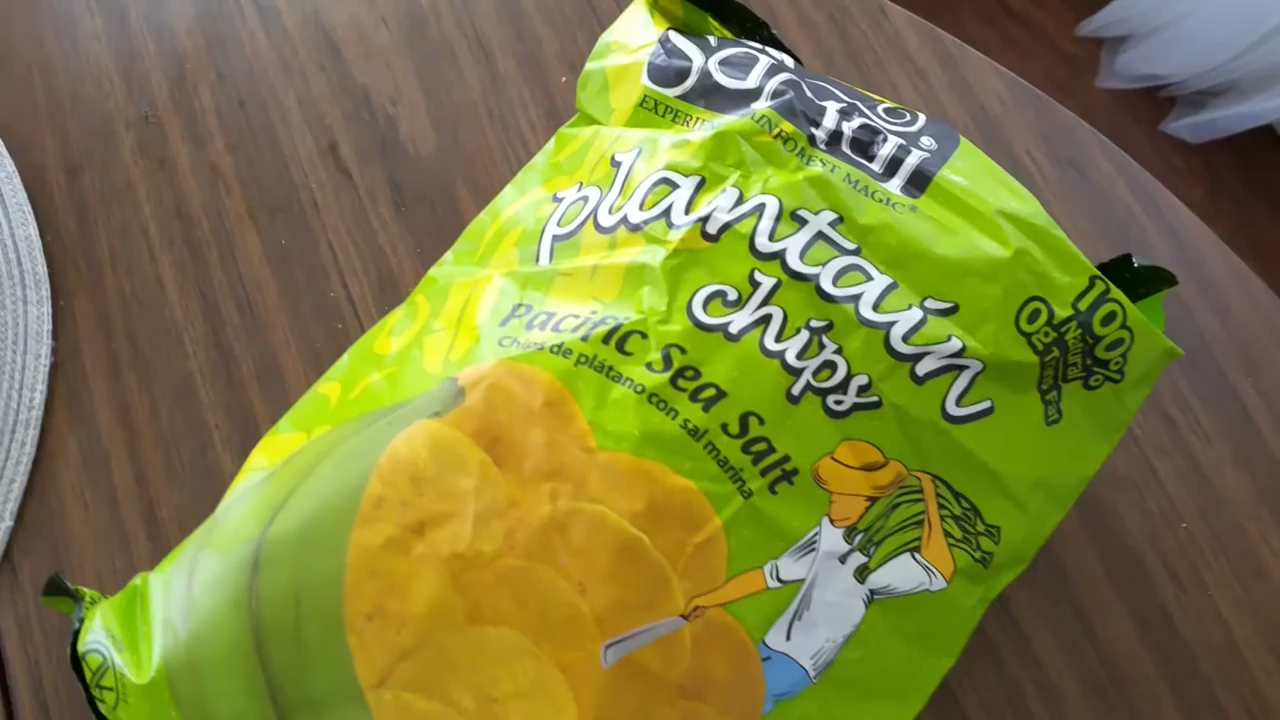 Samai
EXPERIE RAINFOREST MAGIC®
plantain
chips
Pacific Sea Salt
Chips de plátano con sal marina
100%
Natural
0g Trans Fat